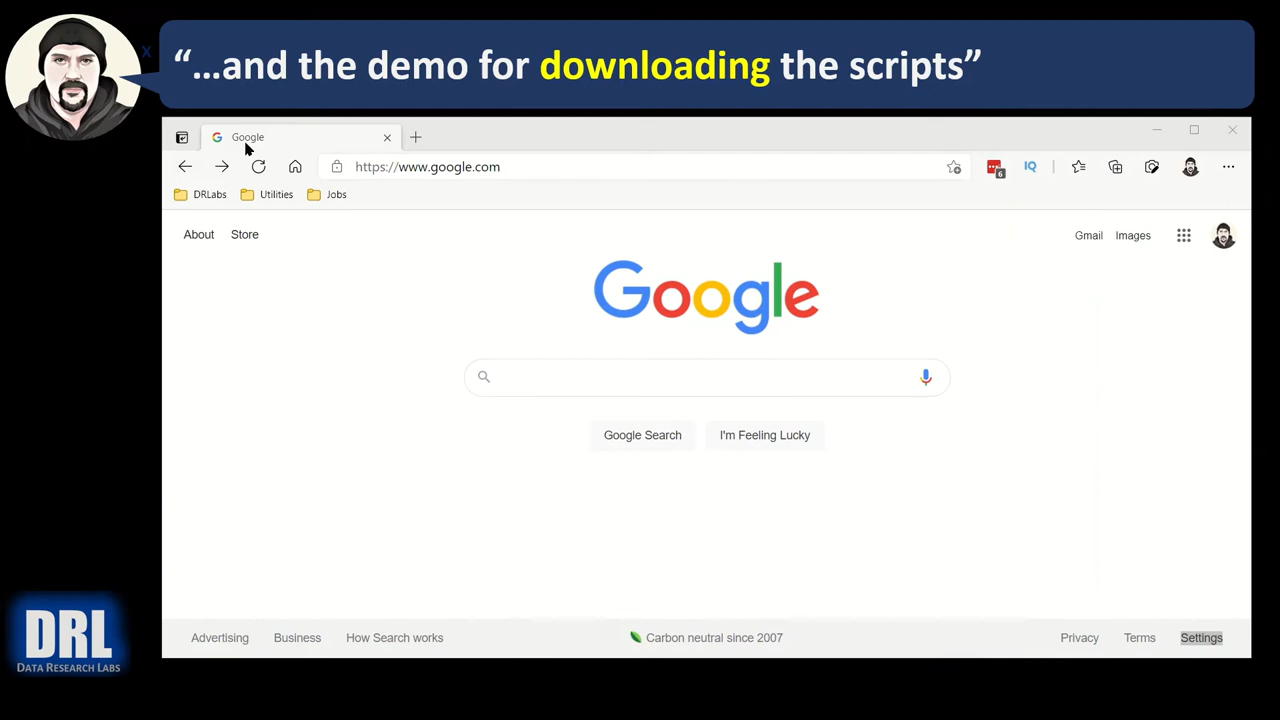 “…and the demo for downloading the scripts”
x
Google
https://www.google.com
6
IQ
DRLabs Utilities Jobs
About Store
Gmail Images
Google
Google Search I'm Feeling Lucky
Advertising Business How Search works
Carbon neutral since 2007
Privacy Terms Settings
DRL
DATA RESEARCH LABS